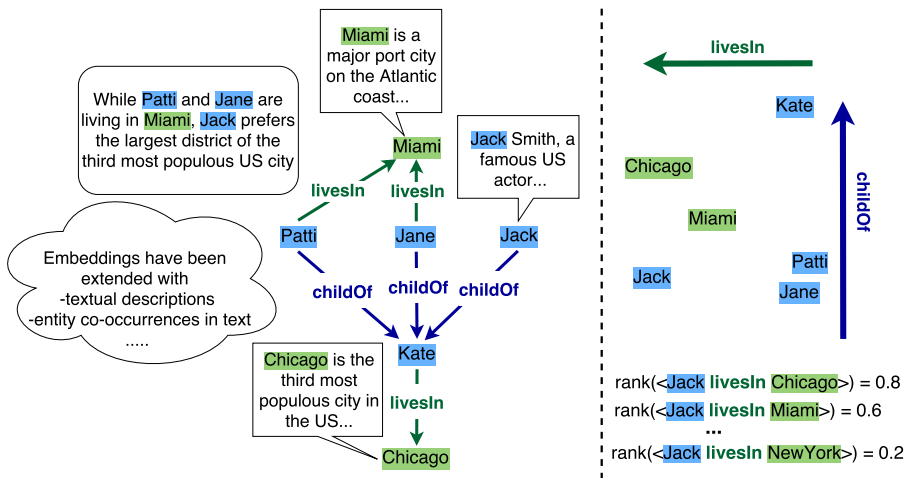 Miami is a
major port city
on the Atlantic
coast...
While Patti and Jane are
living in Miami, Jack prefers
the largest district of the
third most populous US city
Jack Smith, a
famous US
actor...
Miami
livesIn
livesIn
Patti
Jane
Jack
Embeddings have been
extended with
-textual descriptions
-entity co-occurrences in text
.....
childOf
childOf
childOf
Kate
Chicago is the
third most
populous city in
the US...
livesIn
Chicago
livesIn
Kate
Chicago
childOf
Miami
Patti
Jack
Jane
rank(<Jack livesIn Chicago>) = 0.8
rank(<Jack livesIn Miami>) = 0.6
...
rank(<Jack livesIn NewYork>) = 0.2